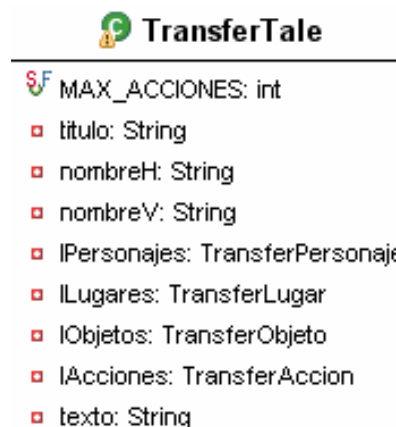 TransferTale
MAX_ACCIONES: int
titulo: String
nombreH: String
nombreV: String
lPersonajes: TransferPersonaje
lLugares: TransferLugar
lObjetos: TransferObjeto
lAcciones: TransferAccion
texto: String